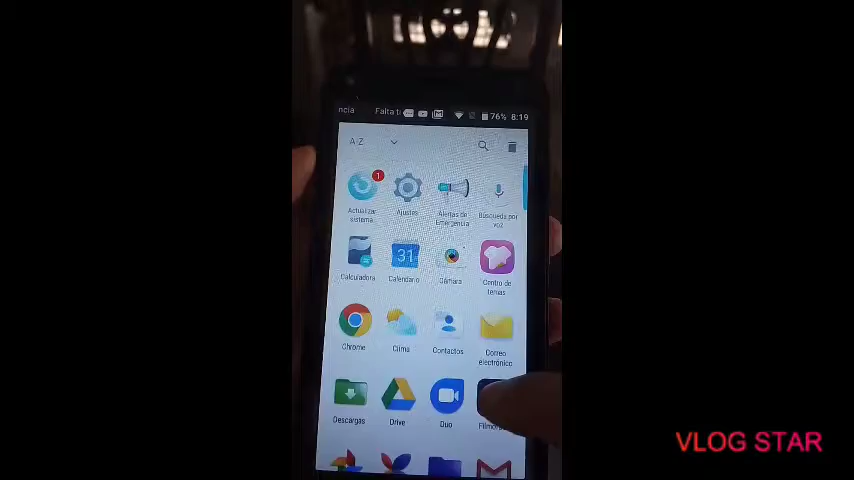 ncia Falta 76% 8:19
A Z
1
Actualizar sistema
Ajustes
Alertas de Emergencia
Búsqueda por voz
31
Calculadora
Calendario
Cámara
Centro de temas
Chrome
Clima
Contactos
Correo electrónico
Descargas
Drive
Duo
VLOG STAR